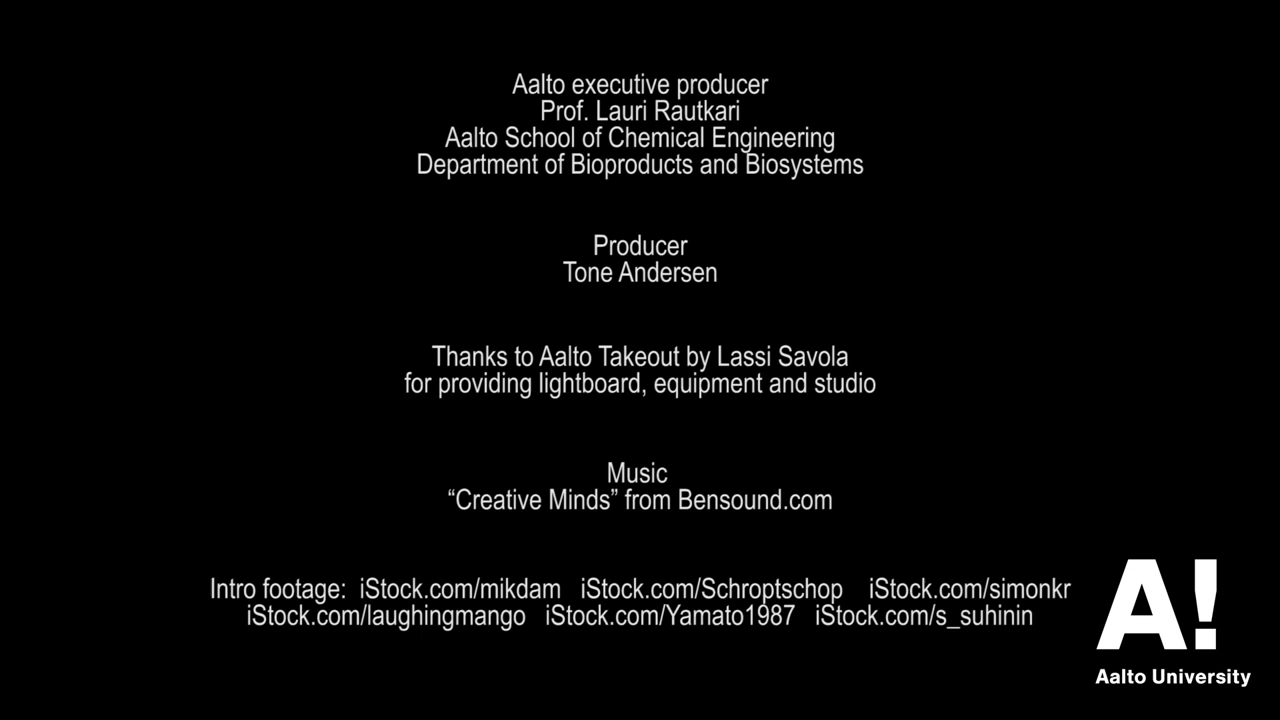 Aalto executive producer
Prof. Lauri Rautkari
Aalto School of Chemical Engineering
Department of Bioproducts and Biosystems
Producer
Tone Andersen
Thanks to Aalto Takeout by Lassi Savola
for providing lightboard, equipment and studio
Music
“Creative Minds” from Bensound.com
Intro footage: iStock.com/mikdam iStock.com/Schroptschop iStock.com/simonkr
iStock.com/laughingmango iStock.com/Yamato1987 iStock.com/s_suhinin
A!
Aalto University